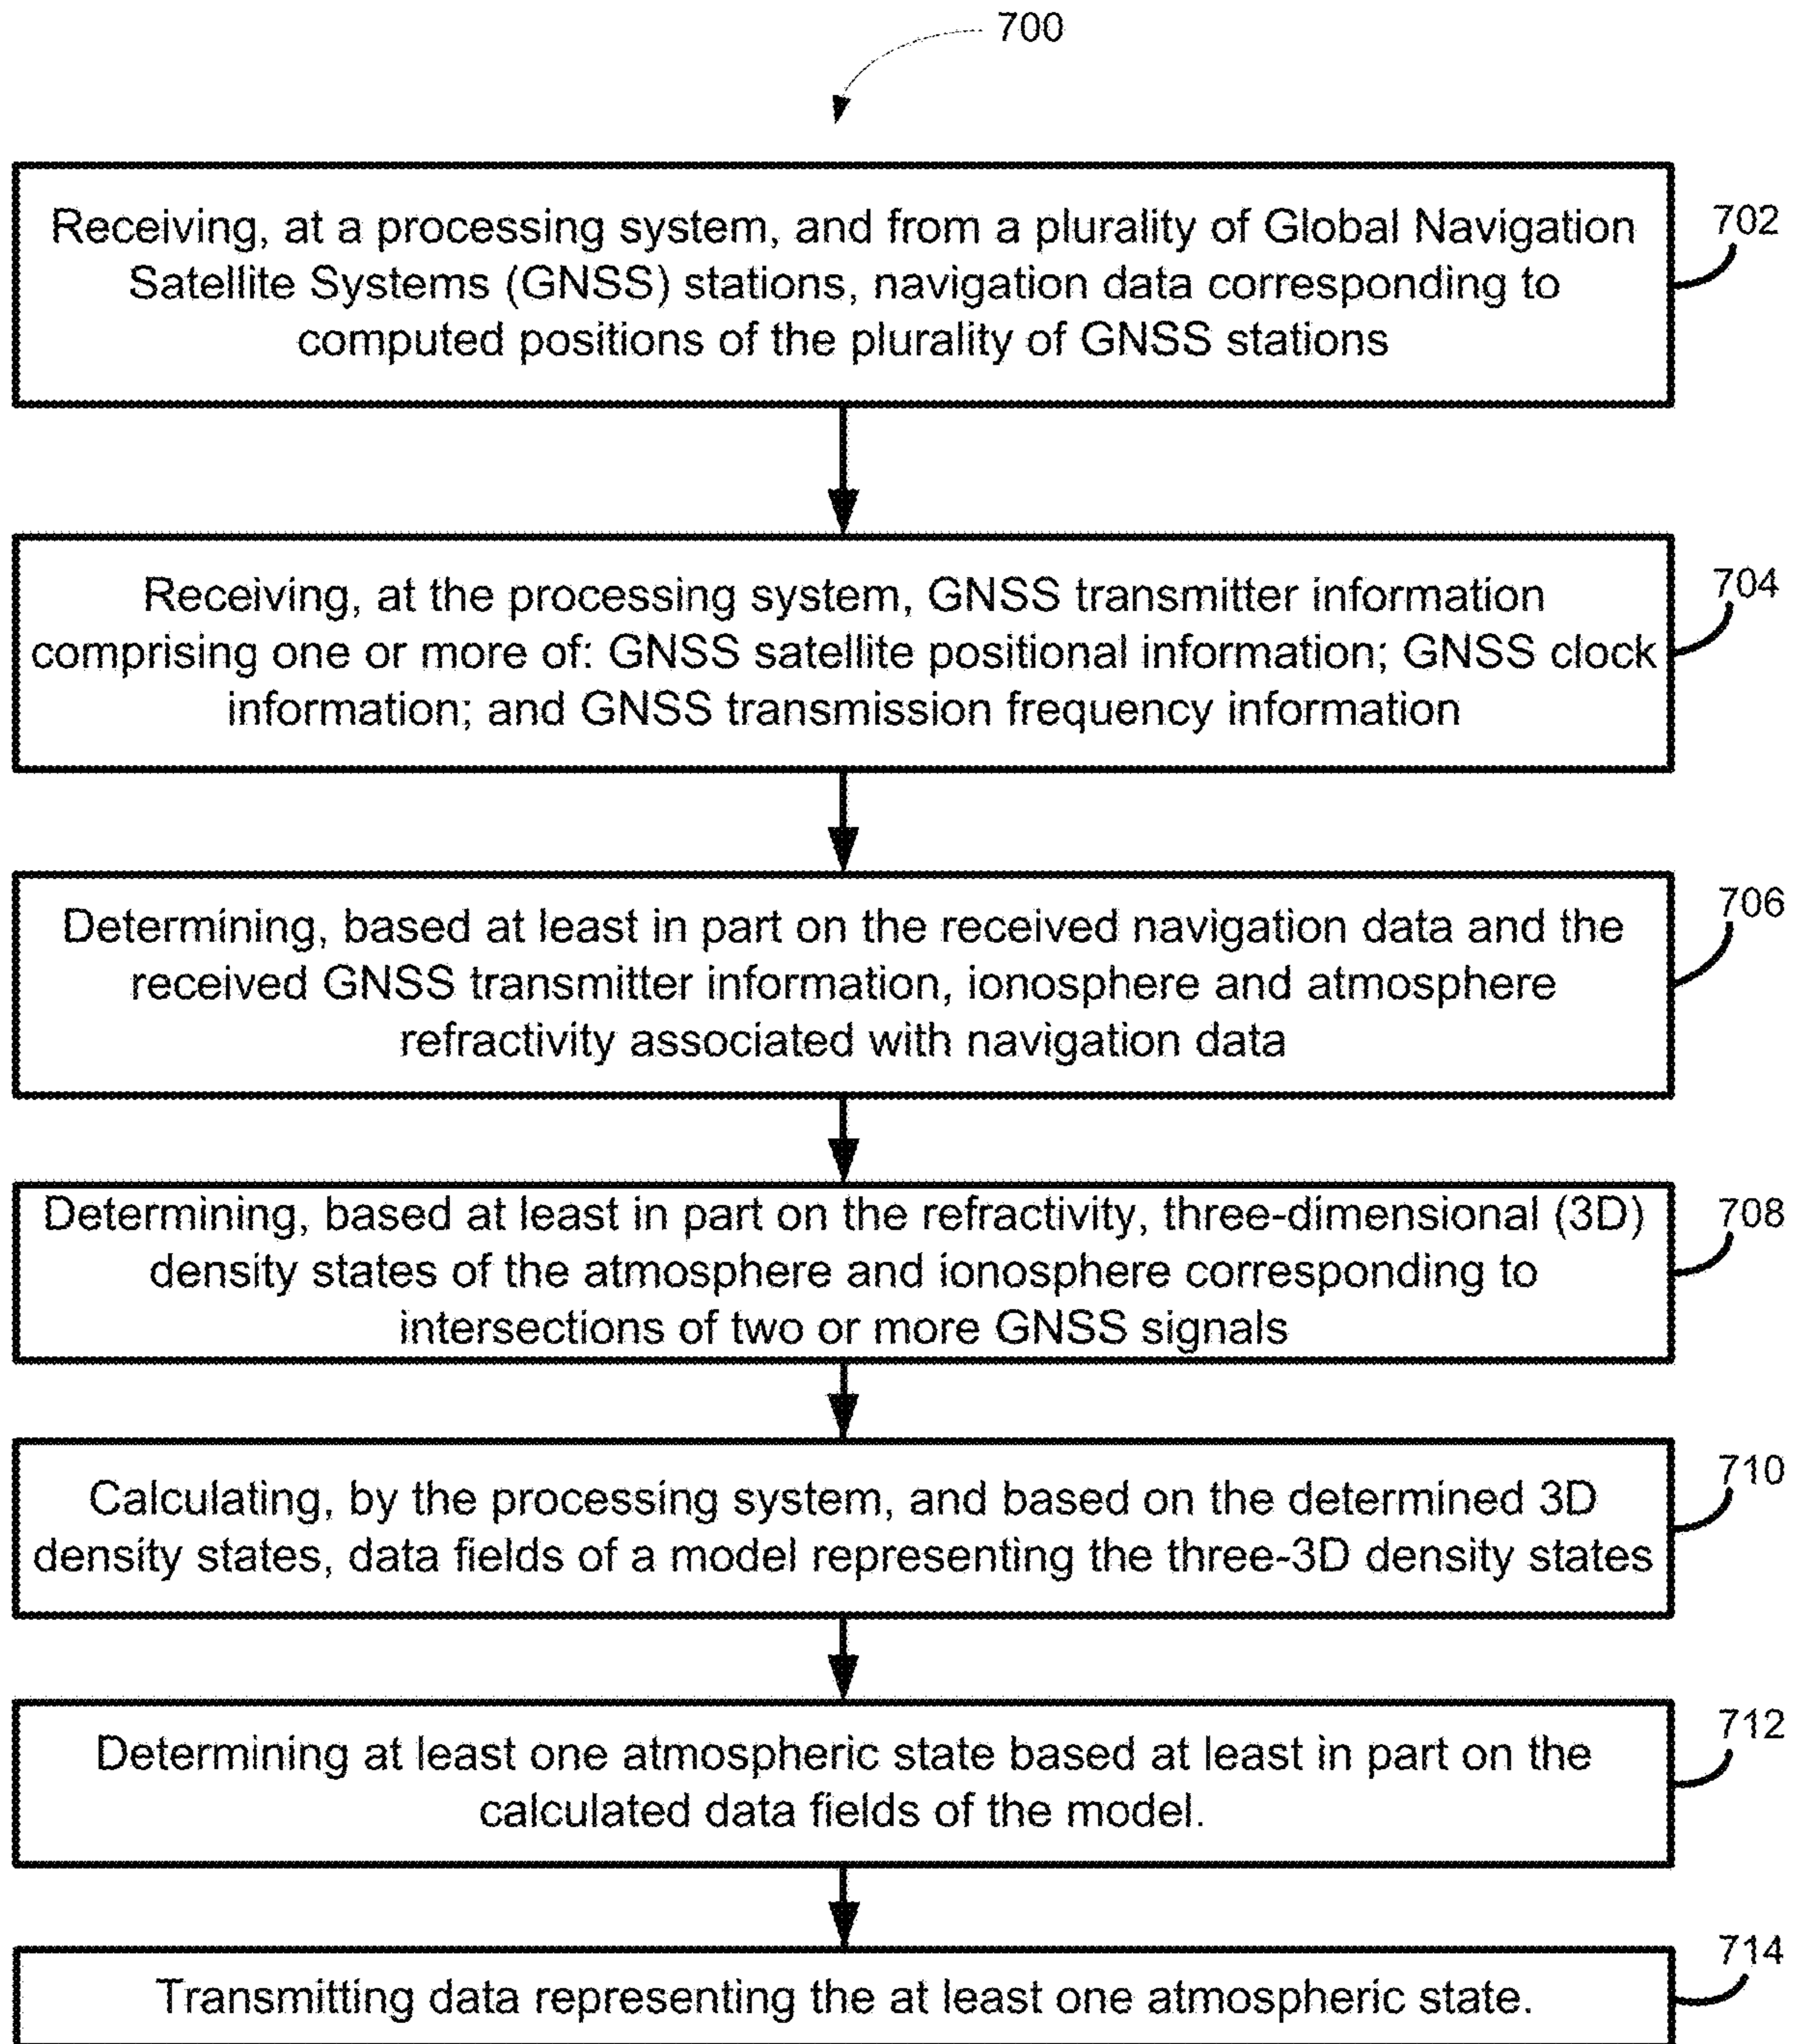 700
Receiving, at a processing system, and from a plurality of Global Navigation
Satellite Systems (GNSS) stations, navigation data corresponding to
computed positions of the plurality of GNSS stations
702
Receiving, at the processing system, GNSS transmitter information
comprising one or more of: GNSS satellite positional information; GNSS clock
information; and GNSS transmission frequency information
704
Determining, based at least in part on the received navigation data and the
received GNSS transmitter information, ionosphere and atmosphere
refractivity associated with navigation data
706
Determining, based at least in part on the refractivity, three-dimensional (3D)
density states of the atmosphere and ionosphere corresponding to
intersections of two or more GNSS signals
708
Calculating, by the processing system, and based on the determined 3D
density states, data fields of a model representing the three-3D density states
710
Determining at least one atmospheric state based at least in part on the
calculated data fields of the model.
712
Transmitting data representing the at least one atmospheric state.
714